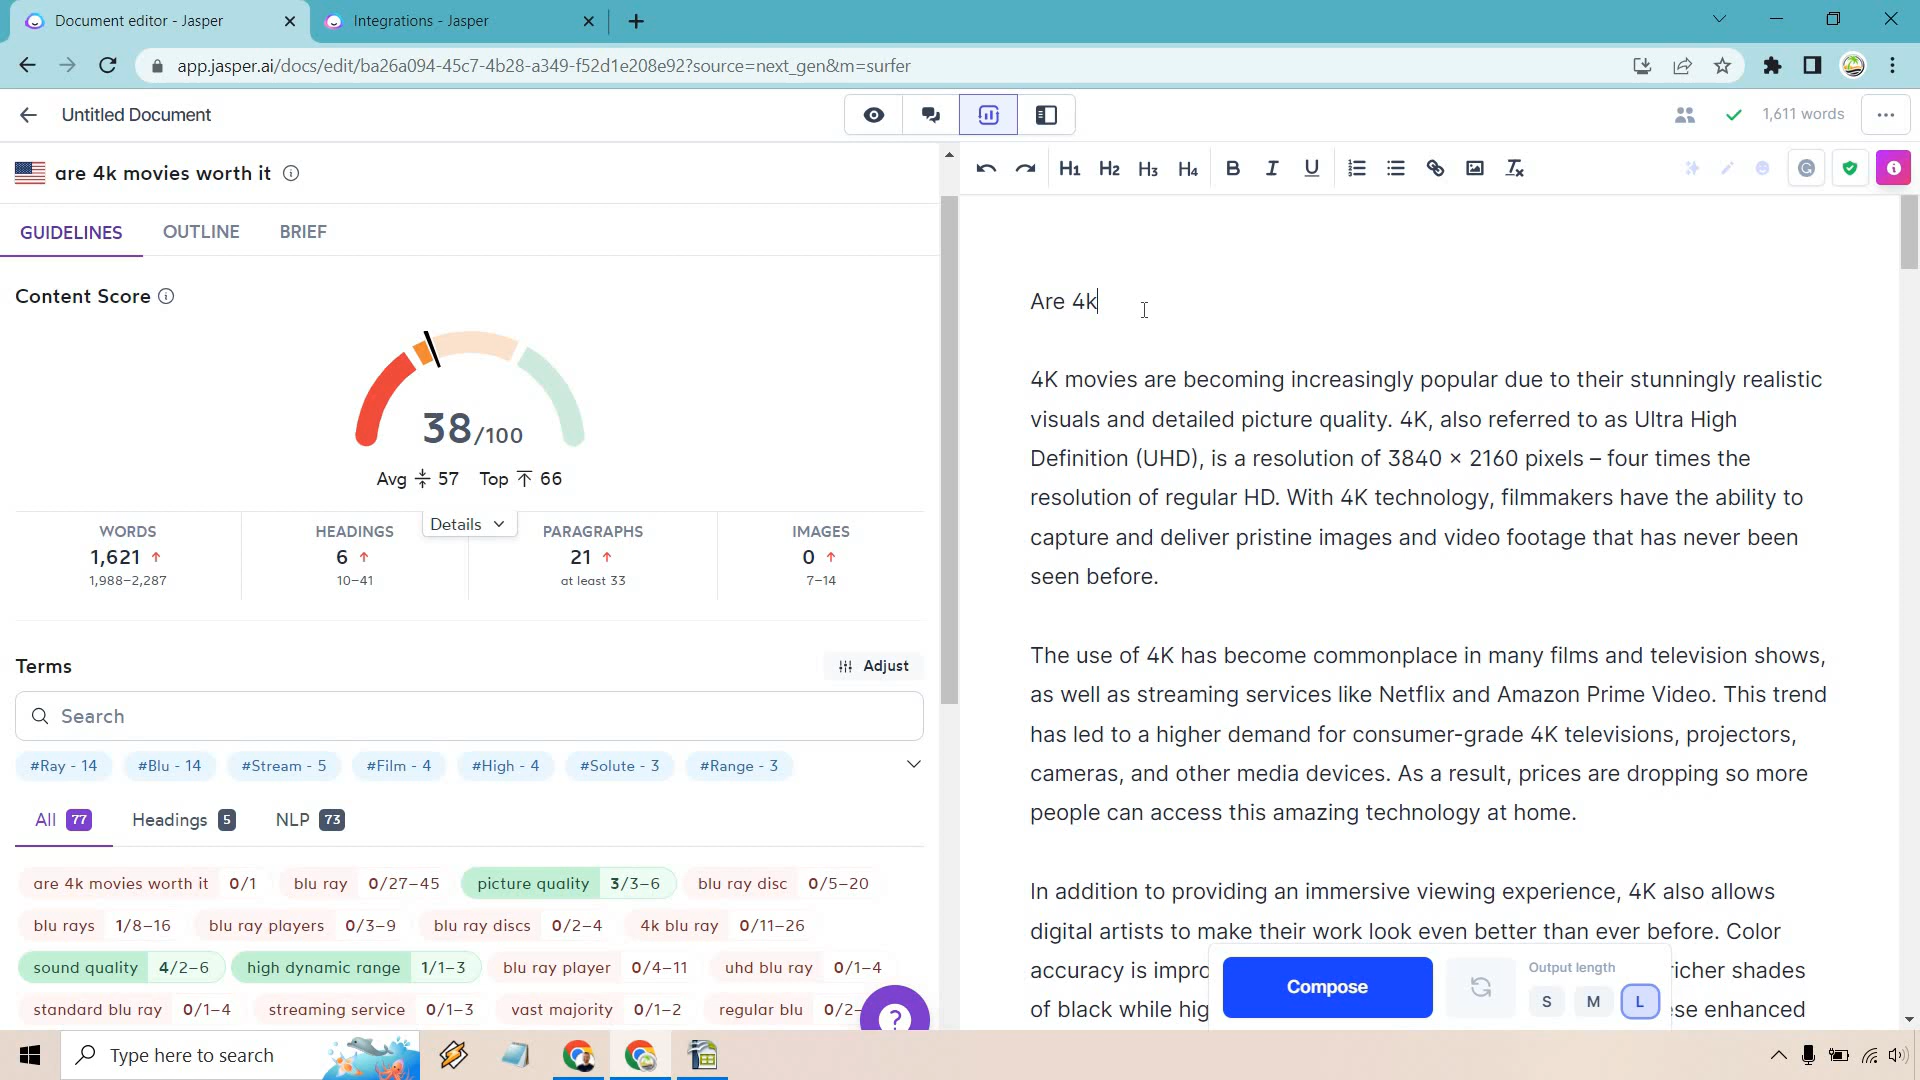 Document editor - Jasper
Integrations - Jasper
app.jasper.ai/docs/edit/ba26a094-45c7-4b28-a349-f52d1e208e92?source=next_gen&m=surfer
Untitled Document
1,611 words
are 4k movies worth it
H1 H2 H3 H4 B I U
GUIDELINES OUTLINE BRIEF
Content Score
38/100
Avg 57 Top 66
Details
WORDS HEADINGS PARAGRAPHS IMAGES
1,621 6 21 0
1,988–2,287 10–41 at least 33 7–14
Terms
Adjust
Search
#Ray - 14 #Blu - 14 #Stream - 5 #Film - 4 #High - 4 #Solute - 3 #Range - 3
All 77 Headings 5 NLP 73
are 4k movies worth it 0/1 blu ray 0/27–45 picture quality 3/3–6 blu ray disc 0/5–20
blu rays 1/8–16 blu ray players 0/3–9 blu ray discs 0/2–4 4k blu ray 0/11–26
sound quality 4/2–6 high dynamic range 1/1–3 blu ray player 0/4–11 uhd blu ray 0/1–4
standard blu ray 0/1–4 streaming service 0/1–3 vast majority 0/1–2 regular blu 0/2–
?
Are 4k
4K movies are becoming increasingly popular due to their stunningly realistic
visuals and detailed picture quality. 4K, also referred to as Ultra High
Definition (UHD), is a resolution of 3840 × 2160 pixels – four times the
resolution of regular HD. With 4K technology, filmmakers have the ability to
capture and deliver pristine images and video footage that has never been
seen before.
The use of 4K has become commonplace in many films and television shows,
as well as streaming services like Netflix and Amazon Prime Video. This trend
has led to a higher demand for consumer-grade 4K televisions, projectors,
cameras, and other media devices. As a result, prices are dropping so more
people can access this amazing technology at home.
In addition to providing an immersive viewing experience, 4K also allows
digital artists to make their work look even better than ever before. Color
accuracy is impro
richer shades
of black while hig
se enhanced
Compose
Output length
S M L
Type here to search